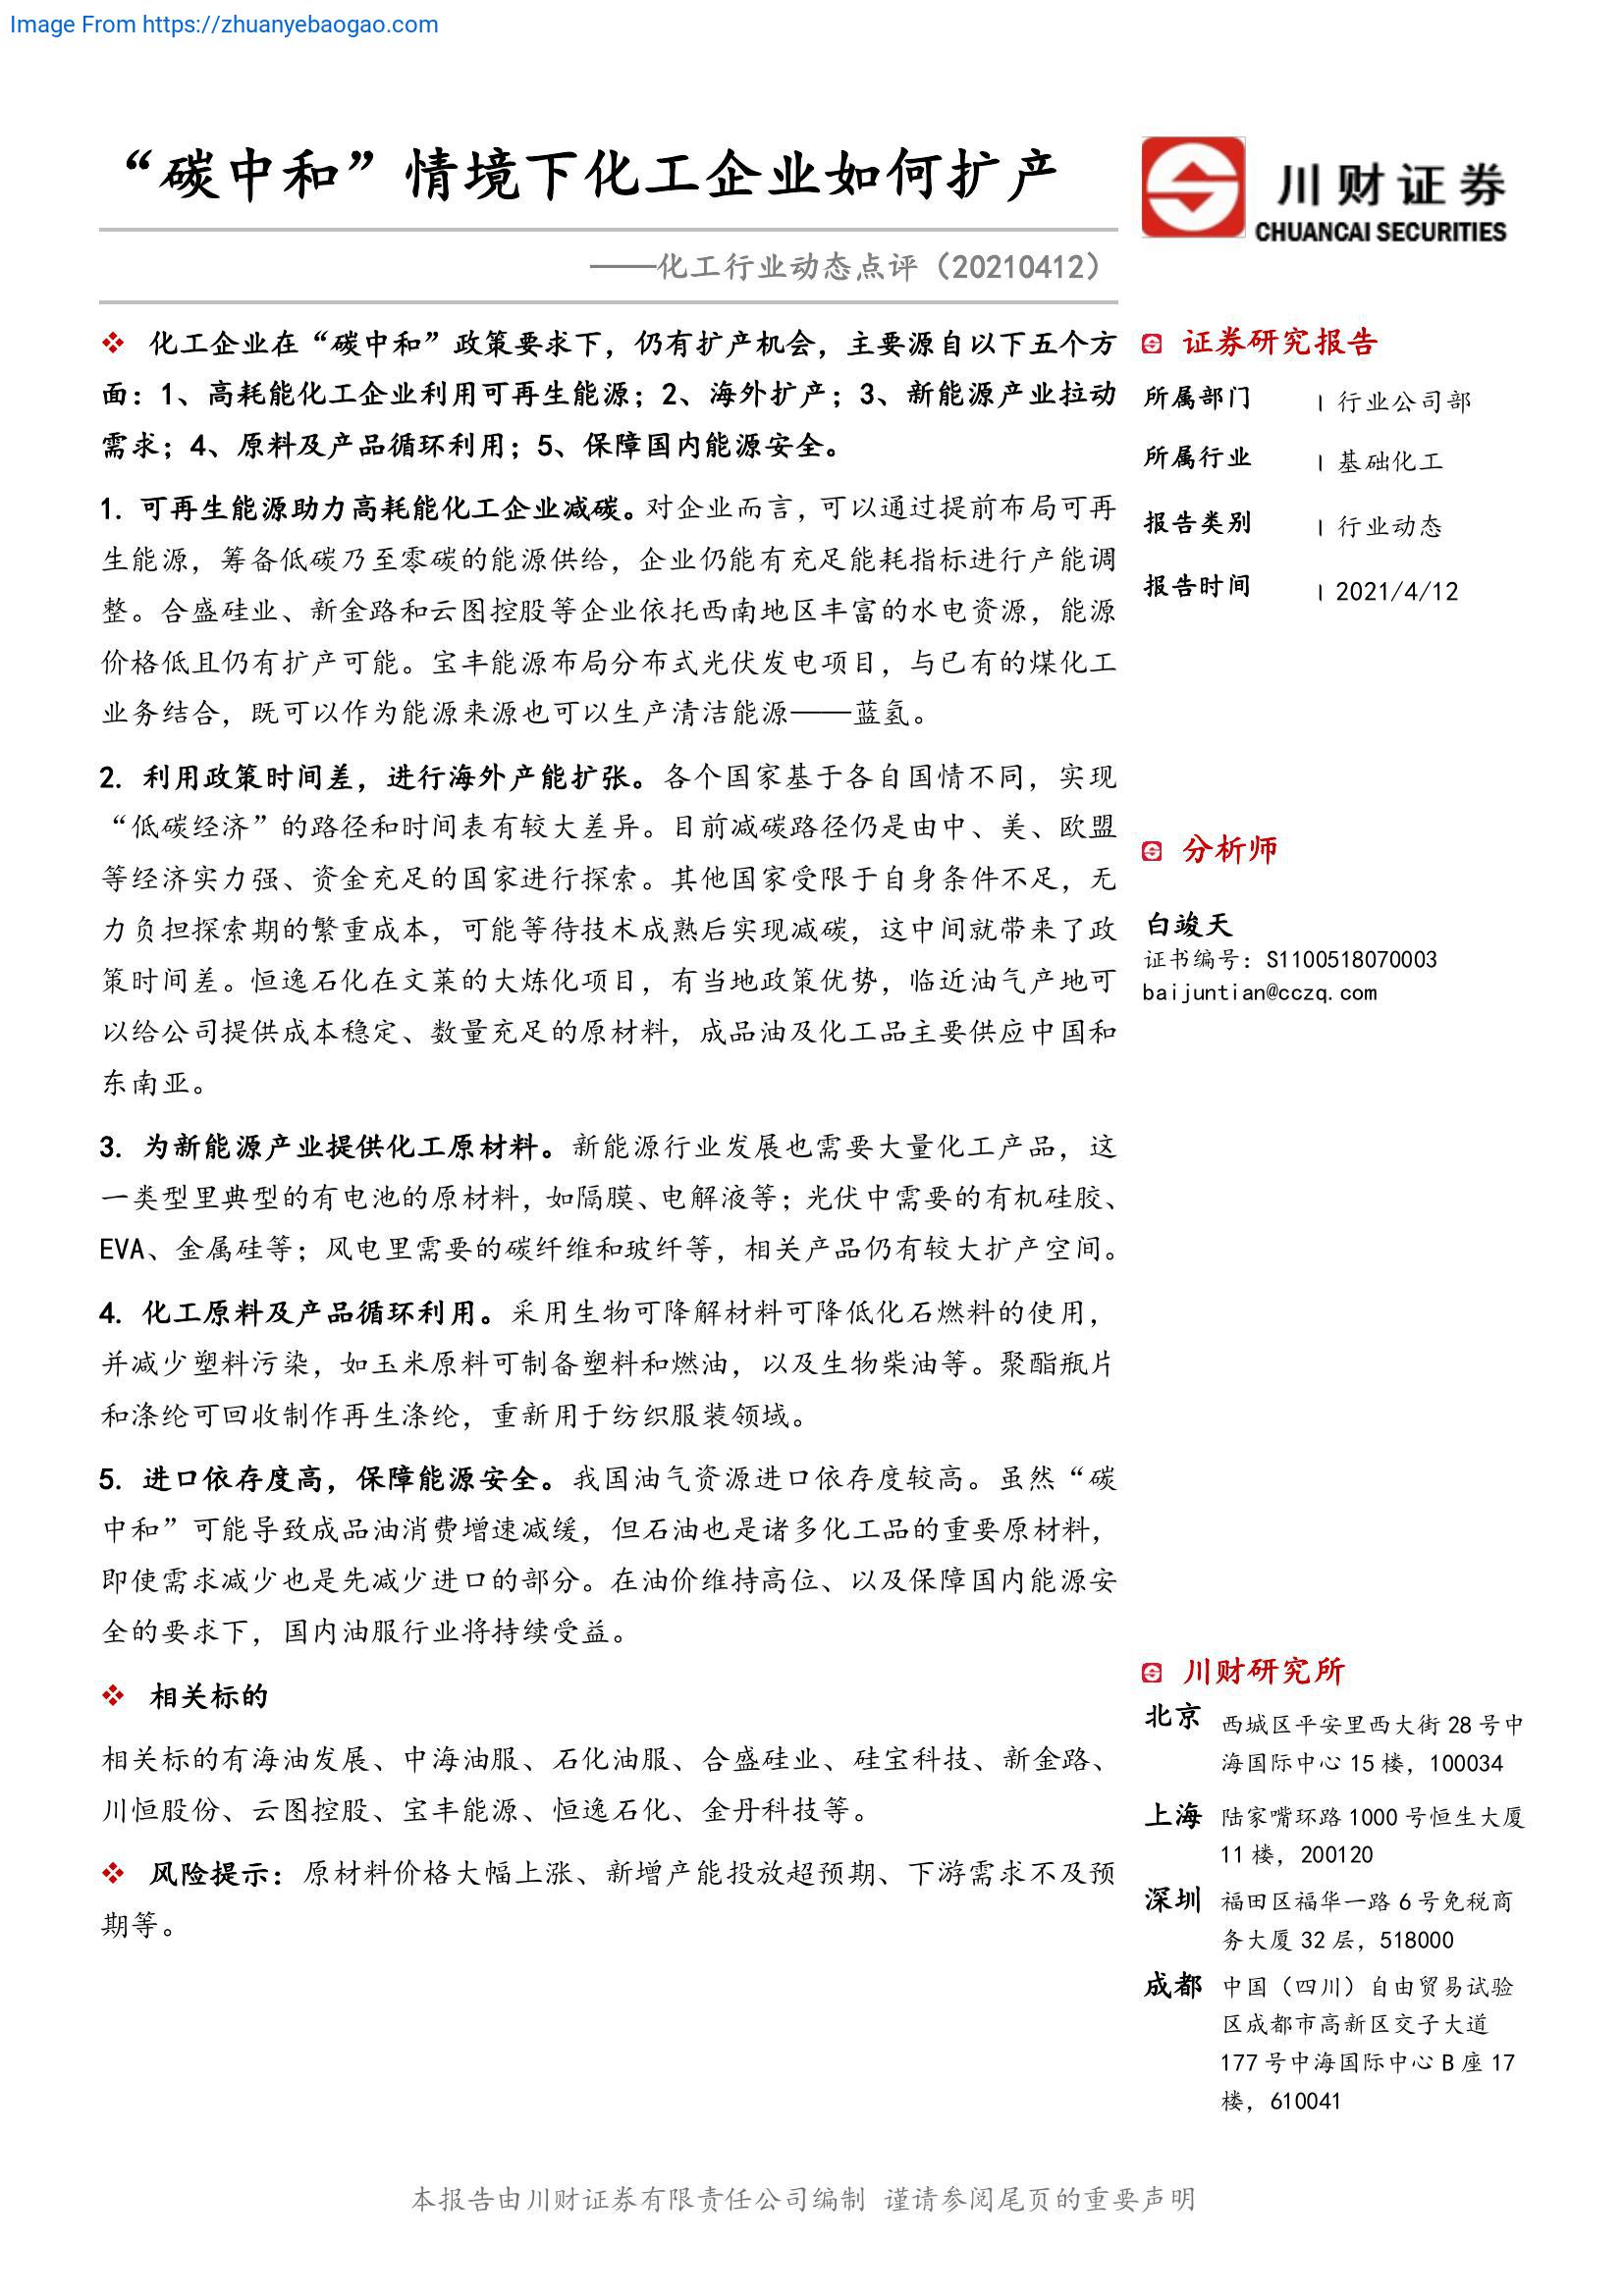 Image From https://zhuanyebaogao.com
“碳中和”情境下化工企业如何扩产
——化工行业动态点评（20210412）
川财证券
CHUANCAI SECURITIES
化工企业在“碳中和”政策要求下，仍有扩产机会，主要源自以下五个方
面：1、高耗能化工企业利用可再生能源；2、海外扩产；3、新能源产业拉动
需求；4、原料及产品循环利用；5、保障国内能源安全。
1. 可再生能源助力高耗能化工企业减碳。对企业而言，可以通过提前布局可再
生能源，筹备低碳乃至零碳的能源供给，企业仍能有充足能耗指标进行产能调
整。合盛硅业、新金路和云图控股等企业依托西南地区丰富的水电资源，能源
价格低且仍有扩产可能。宝丰能源布局分布式光伏发电项目，与已有的煤化工
业务结合，既可以作为能源来源也可以生产清洁能源——蓝氢。
2. 利用政策时间差，进行海外产能扩张。各个国家基于各自国情不同，实现
“低碳经济”的路径和时间表有较大差异。目前减碳路径仍是由中、美、欧盟
等经济实力强、资金充足的国家进行探索。其他国家受限于自身条件不足，无
力负担探索期的繁重成本，可能等待技术成熟后实现减碳，这中间就带来了政
策时间差。恒逸石化在文莱的大炼化项目，有当地政策优势，临近油气产地可
以给公司提供成本稳定、数量充足的原材料，成品油及化工品主要供应中国和
东南亚。
3. 为新能源产业提供化工原材料。新能源行业发展也需要大量化工产品，这
一类型里典型的有电池的原材料，如隔膜、电解液等；光伏中需要的有机硅胶、
EVA、金属硅等；风电里需要的碳纤维和玻纤等，相关产品仍有较大扩产空间。
4. 化工原料及产品循环利用。采用生物可降解材料可降低化石燃料的使用，
并减少塑料污染，如玉米原料可制备塑料和燃油，以及生物柴油等。聚酯瓶片
和涤纶可回收制作再生涤纶，重新用于纺织服装领域。
5. 进口依存度高，保障能源安全。我国油气资源进口依存度较高。虽然“碳
中和”可能导致成品油消费增速减缓，但石油也是诸多化工品的重要原材料，
即使需求减少也是先减少进口的部分。在油价维持高位、以及保障国内能源安
全的要求下，国内油服行业将持续受益。
相关标的
相关标的有海油发展、中海油服、石化油服、合盛硅业、硅宝科技、新金路、
川恒股份、云图控股、宝丰能源、恒逸石化、金丹科技等。
风险提示：原材料价格大幅上涨、新增产能投放超预期、下游需求不及预
期等。
证券研究报告
所属部门 | 行业公司部
所属行业 | 基础化工
报告类别 | 行业动态
报告时间 | 2021/4/12
分析师
白竣天
证书编号：S1100518070003
baijuntian@cczq.com
川财研究所
北京 西城区平安里西大街 28 号中
海国际中心 15 楼，100034
上海 陆家嘴环路 1000 号恒生大厦
11 楼，200120
深圳 福田区福华一路 6 号免税商
务大厦 32 层，518000
成都 中国（四川）自由贸易试验
区成都市高新区交子大道
177 号中海国际中心 B 座 17
楼，610041
本报告由川财证券有限责任公司编制 谨请参阅尾页的重要声明